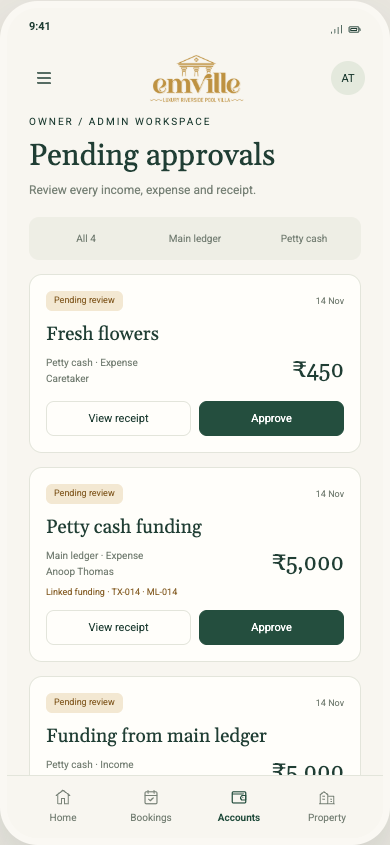 9:41
emville
LUXURY RIVERSIDE POOL VILLA
AT
OWNER / ADMIN WORKSPACE
Pending approvals
Review every income, expense and receipt.
All 4 Main ledger Petty cash
Pending review 14 Nov
Fresh flowers
Petty cash · Expense
Caretaker
₹450
View receipt Approve
Pending review 14 Nov
Petty cash funding
Main ledger · Expense
Anoop Thomas
₹5,000
Linked funding · TX-014 · ML-014
View receipt Approve
Pending review 14 Nov
Funding from main ledger
Petty cash · Income
₹5,000
Home Bookings Accounts Property